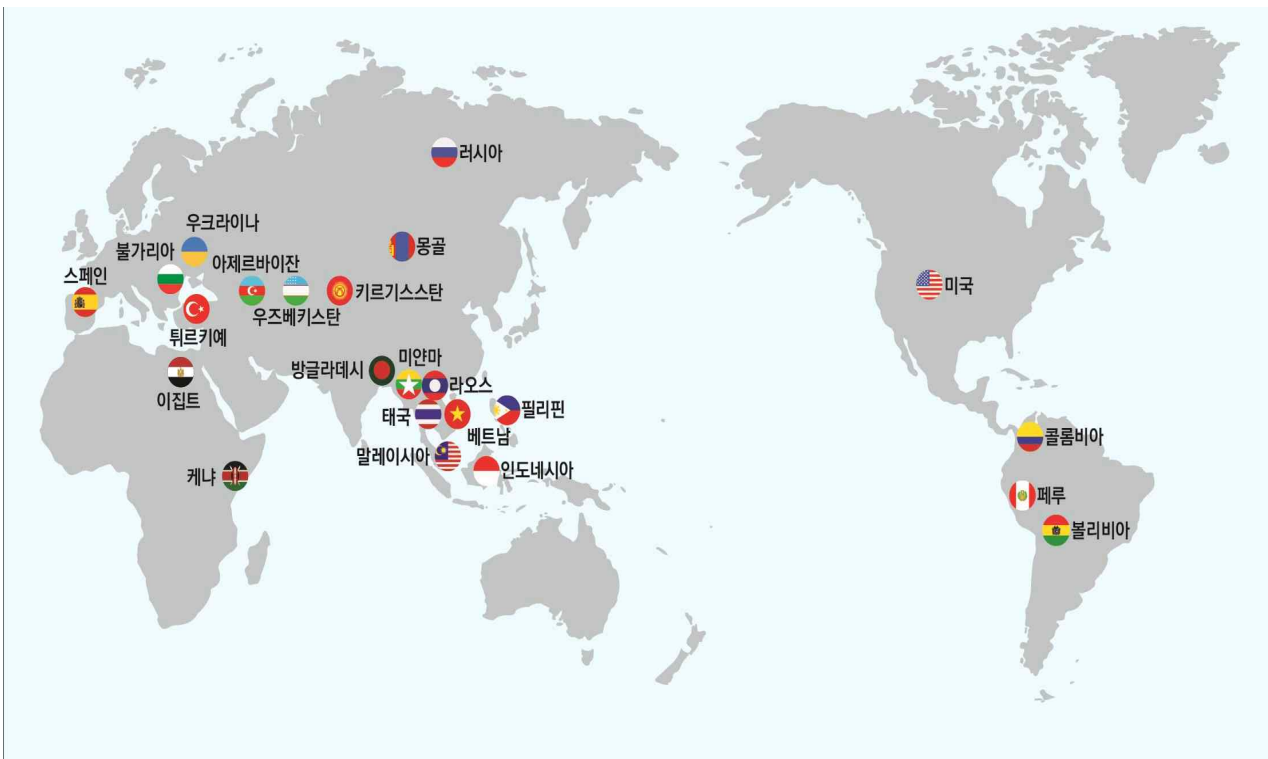 러시아
우크라이나
불가리아
몽골
아제르바이잔
스페인
미국
키르기스스탄
우즈베키스탄
튀르키예
미얀마
방글라데시
라오스
이집트
필리핀
태국
베트남
콜롬비아
말레이시아
인도네시아
케냐
페루
볼리비아